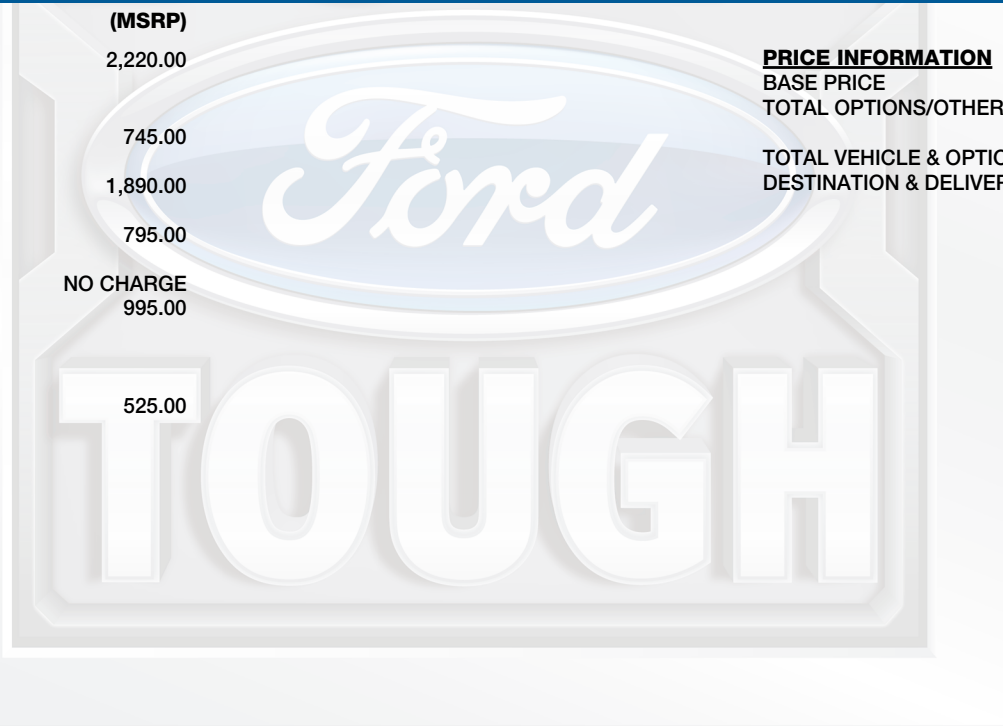 (MSRP)
2,220.00
745.00
1,890.00
795.00
NO CHARGE
995.00
525.00
PRICE INFORMATION
BASE PRICE
TOTAL OPTIONS/OTHER
TOTAL VEHICLE & OPTIO
DESTINATION & DELIVER
Ford
TOUGH